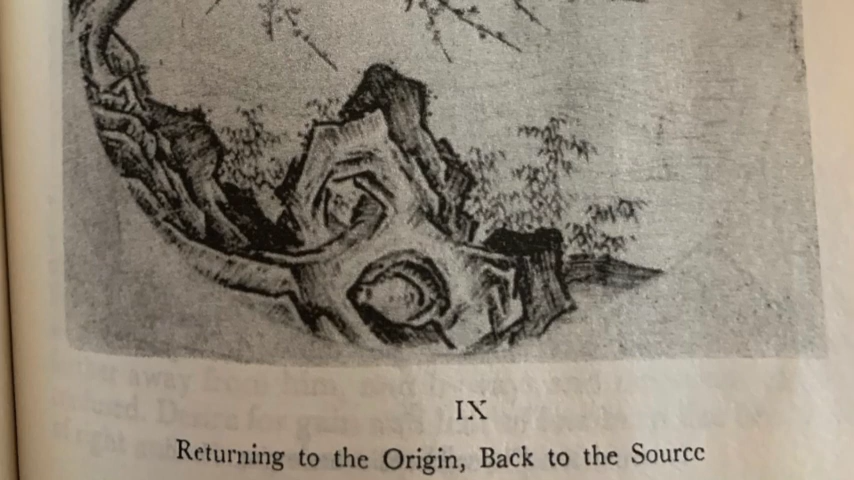 IX
Returning to the Origin, Back to the Source